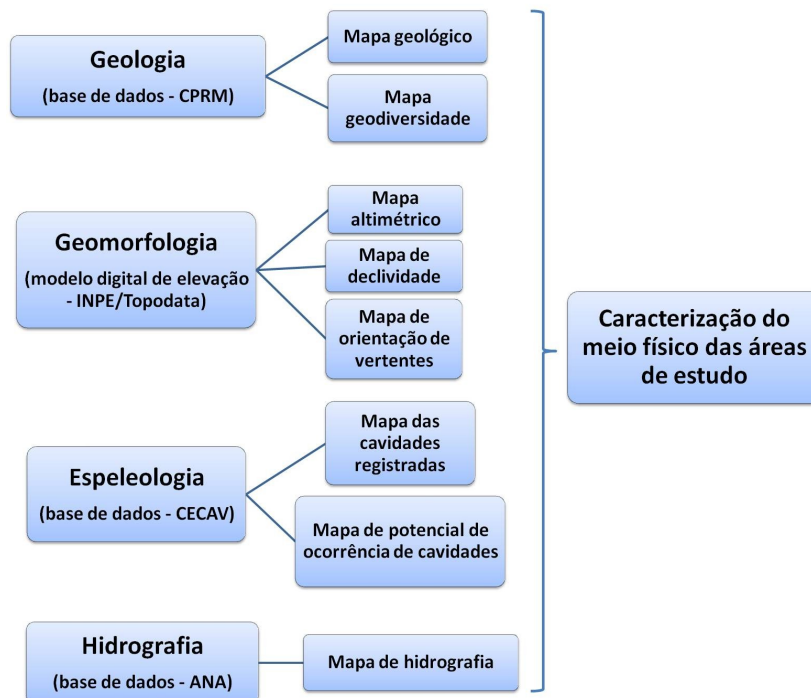 Geologia
(base de dados - CPRM)
Mapa geológico
Mapa
geodiversidade
Geomorfologia
(modelo digital de elevação
- INPE/Topodata)
Mapa
altimétrico
Mapa de
declividade
Mapa de
orientação de
vertentes
Espeleologia
(base de dados - CECAV)
Mapa das
cavidades
registradas
Mapa de potencial de
ocorrência de cavidades
Hidrografia
(base de dados - ANA)
Mapa de hidrografia
Caracterização do
meio físico das áreas
de estudo